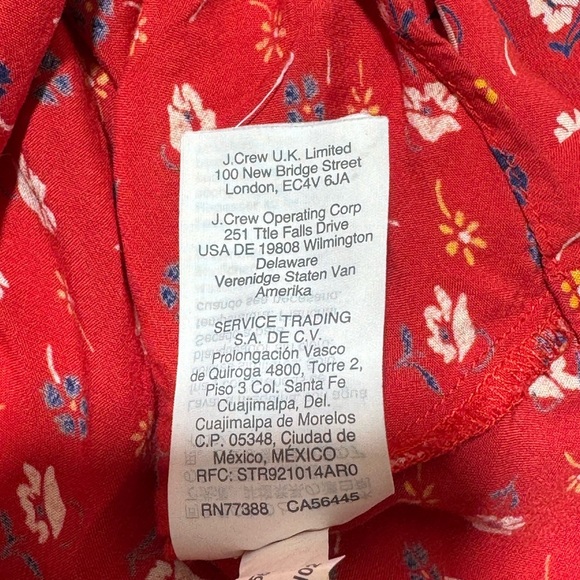 J.Crew U.K. Limited
100 New Bridge Street
London, EC4V 6JA
J.Crew Operating Corp
251 Ttle Falls Drive
USA DE 19808 Wilmington
Delaware
Verenidge Staten Van
Amerika
SERVICE TRADING
S.A. DE C.V.
Prolongación Vasco
de Quiroga 4800, Torre 2,
Piso 3 Col. Santa Fe
Cuajimalpa, Del.
Cuajimalpa de Morelos
C.P. 05348, Ciudad de
México, MÉXICO
RFC: STR921014AR0
RN77388 CA56445